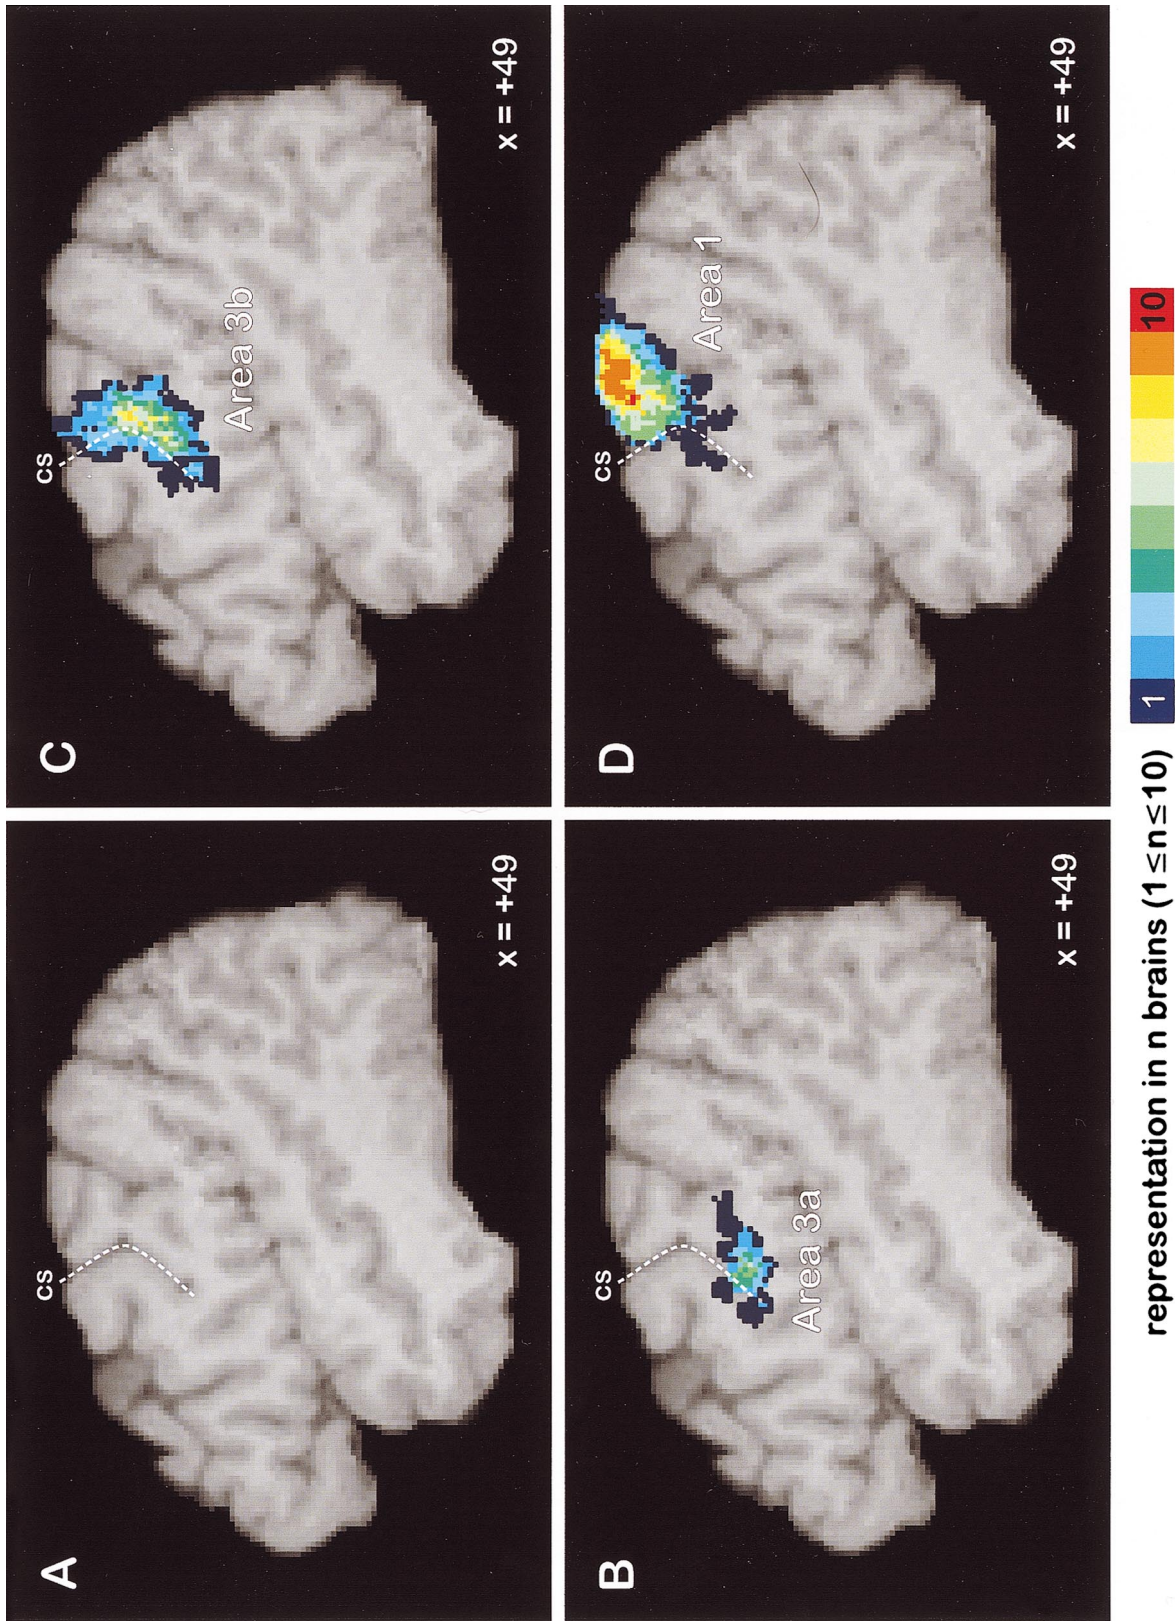 A
cs
x = +49
C
cs
Area 3b
x = +49
B
cs
Area 3a
x = +49
D
cs
Area 1
x = +49
representation in n brains (1 ≤ n ≤ 10)
1
10